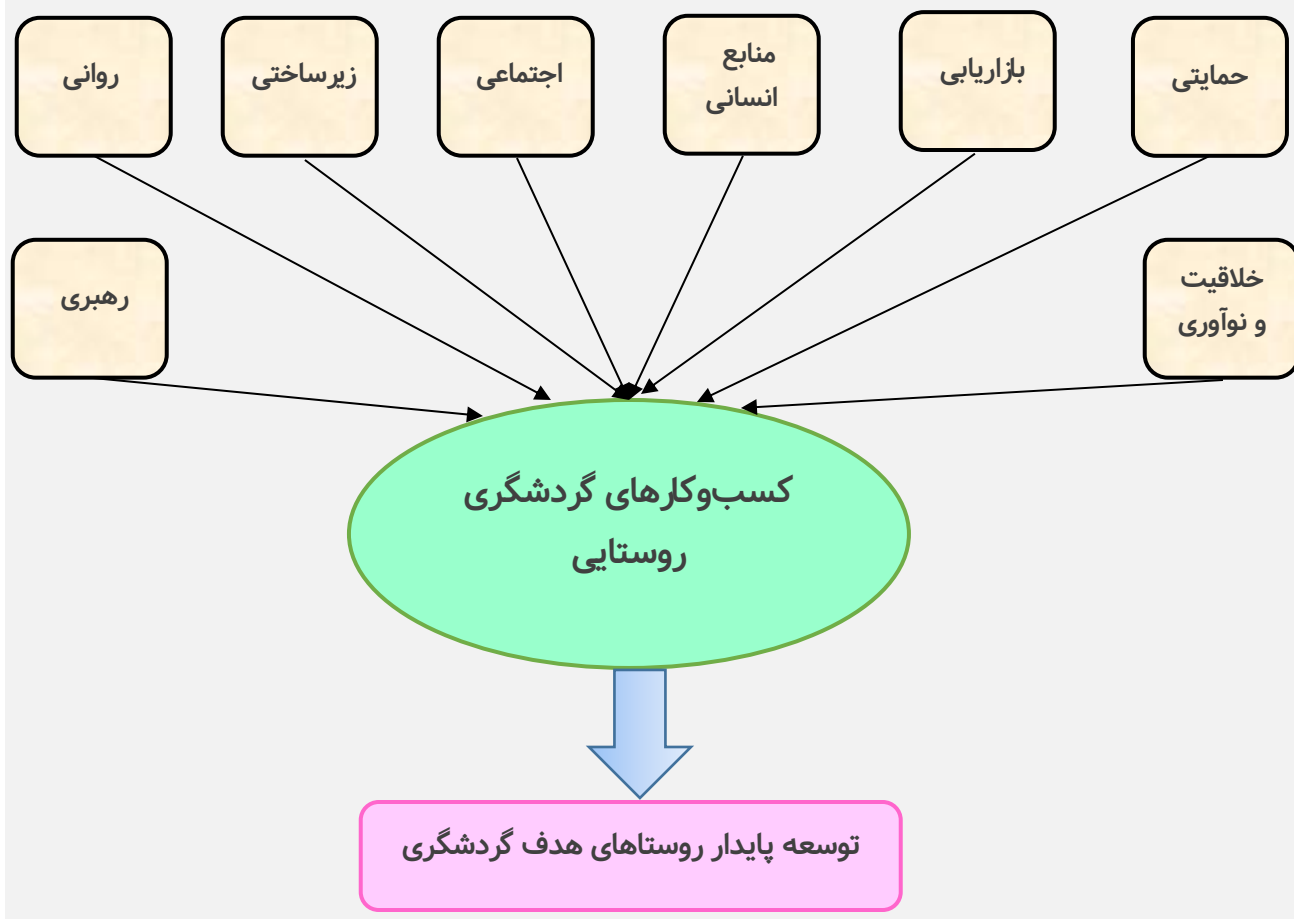 حمایتی
بازاریابی
منابع
انسانی
اجتماعی
زیرساختی
روانی
خلاقیت
و نوآوری
رهبری
کسب‌وکارهای گردشگری
روستایی
توسعه پایدار روستاهای هدف گردشگری